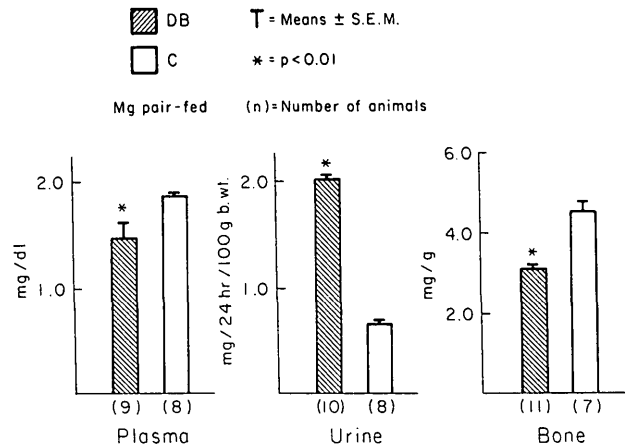 DB
T = Means ± S.E.M.
C
* = p<0.01
Mg pair-fed
(n) = Number of animals
mg/dl
2.0
1.0
*
(9)
(8)
Plasma
mg/24 hr/100g b.wt.
2.0
1.0
*
(10)
(8)
Urine
mg/g
6.0
4.0
2.0
*
(11)
(7)
Bone